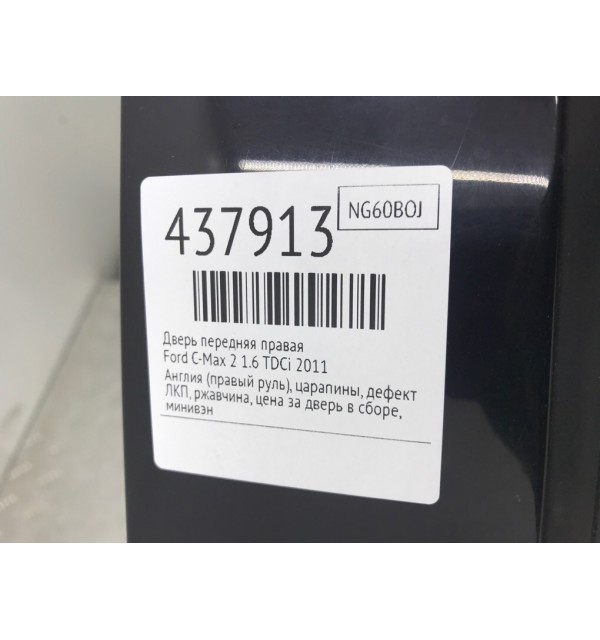 437913
NG60BOJ
Дверь передняя правая
Ford C-Max 2 1.6 TDCi 2011
Англия (правый руль), царапины, дефект
ЛКП, ржавчина, цена за дверь в сборе,
минивэн